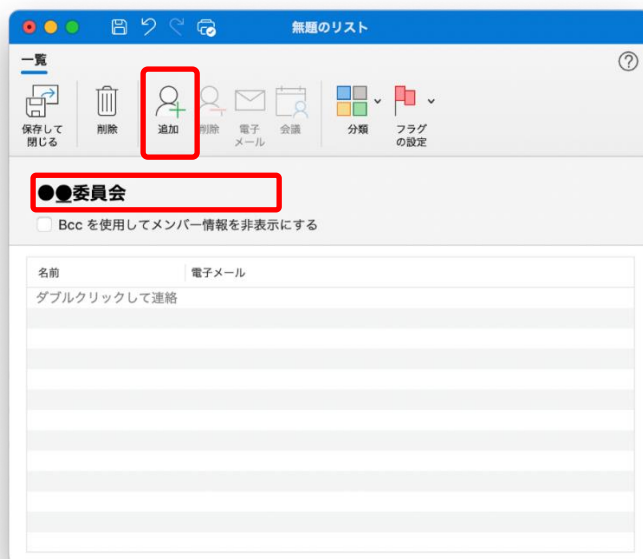 無題のリスト
一覧
?
保存して
閉じる
削除
追加
削除
電子
メール
会議
分類
フラグ
の設定
●●委員会
Bcc を使用してメンバー情報を非表示にする
名前 電子メール
ダブルクリックして連絡